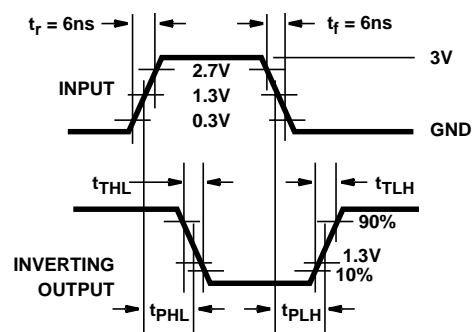 tr = 6ns
tf = 6ns
3V
2.7V
INPUT
1.3V
0.3V
GND
tTHL
tTLH
90%
1.3V
INVERTING
OUTPUT
10%
tPHL
tPLH